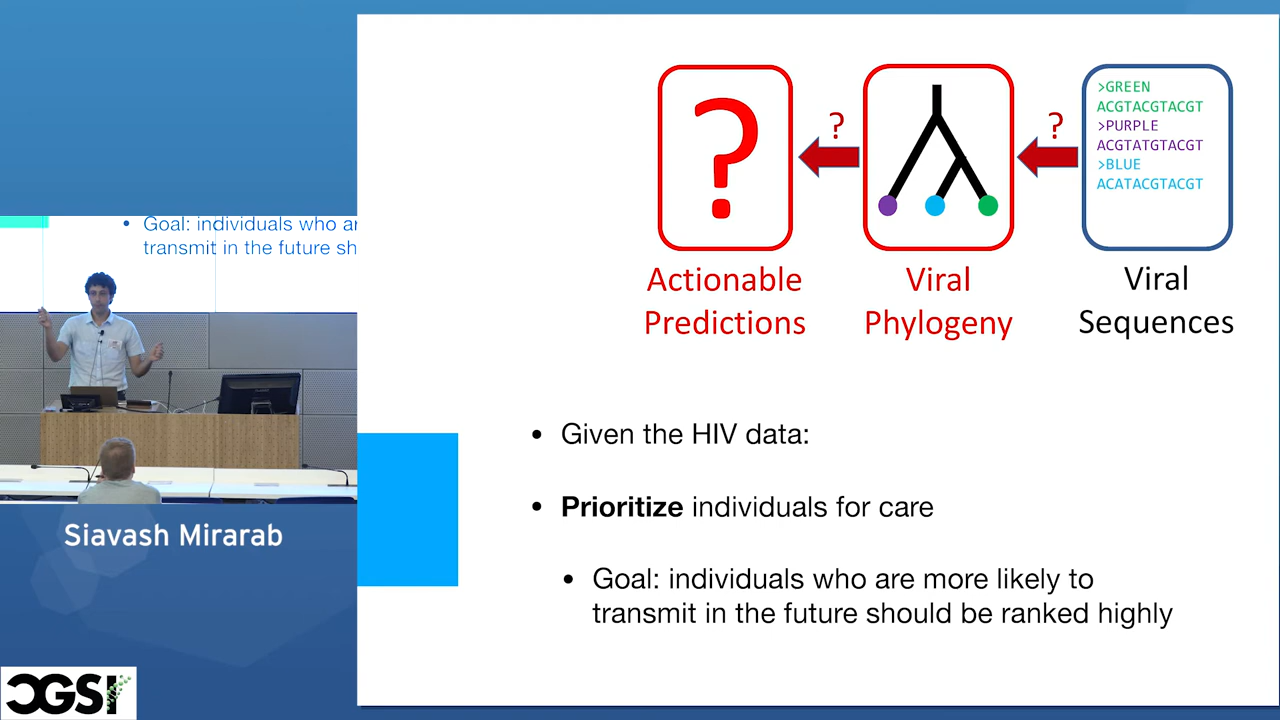 • Goal: individuals who ar
transmit in the future sh
Siavash Mirarab
CGSI
?
?
?
>GREEN
ACGTACGTACGT
>PURPLE
ACGTATGTACGT
>BLUE
ACATACGTACGT
Actionable
Predictions
Viral
Phylogeny
Viral
Sequences
• Given the HIV data:
• Prioritize individuals for care
• Goal: individuals who are more likely to
transmit in the future should be ranked highly